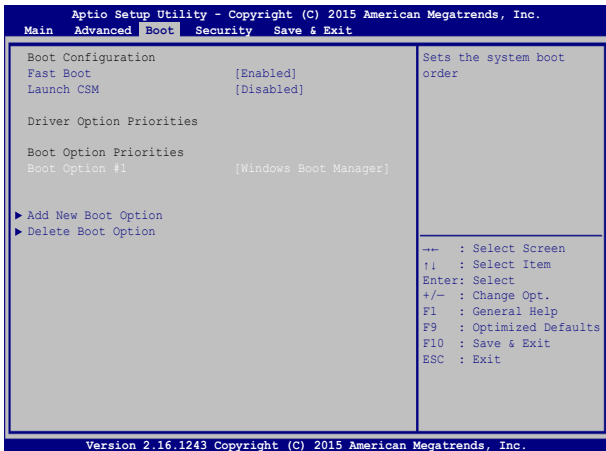 Aptio Setup Utility - Copyright (C) 2015 American Megatrends, Inc.
Main Advanced Boot Security Save & Exit
Boot Configuration
Fast Boot [Enabled]
Launch CSM [Disabled]
Driver Option Priorities
Boot Option Priorities
Boot Option #1 [Windows Boot Manager]
▶ Add New Boot Option
▶ Delete Boot Option
Sets the system boot
order
→← : Select Screen
↑↓ : Select Item
Enter: Select
+/— : Change Opt.
F1 : General Help
F9 : Optimized Defaults
F10 : Save & Exit
ESC : Exit
Version 2.16.1243 Copyright (C) 2015 American Megatrends, Inc.